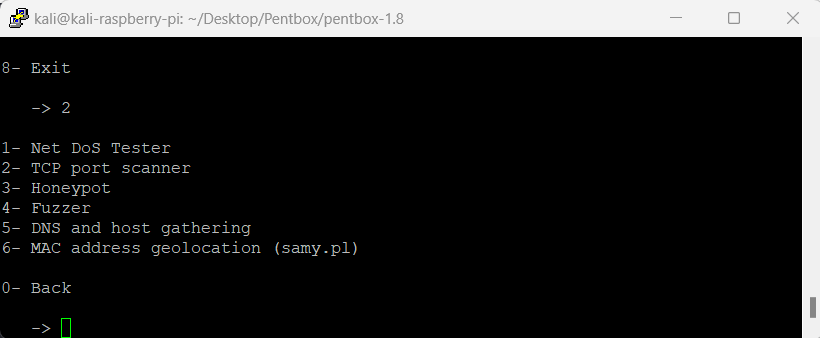 kali@kali-raspberry-pi: ~/Desktop/Pentbox/pentbox-1.8
8- Exit
-> 2
1- Net DoS Tester
2- TCP port scanner
3- Honeypot
4- Fuzzer
5- DNS and host gathering
6- MAC address geolocation (samy.pl)
0- Back
->